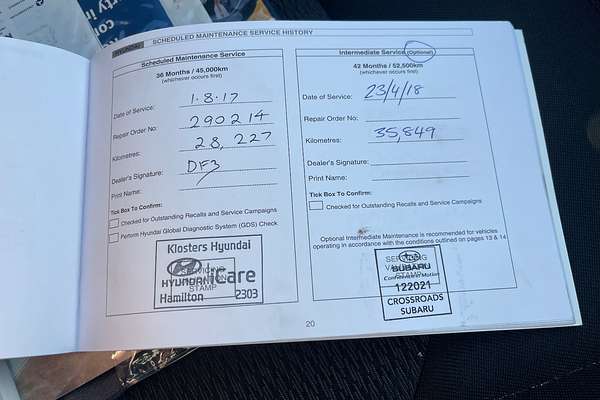 HYUNDAI SCHEDULED MAINTENANCE SERVICE HISTORY
Scheduled Maintenance Service
36 Months / 45,000km
(whichever occurs first)
Date of Service: 1.8.17
Repair Order No: 290214
Kilometres: 28,227
Dealer's Signature: DF3
Print Name:
Tick Box To Confirm:
Checked for Outstanding Recalls and Service Campaigns
Perform Hyundai Global Diagnostic System (GDS) Check
Klosters Hyundai
HYUNDAI iCare
SERVICING
STAMP
Hamilton 2303
Intermediate Service (Optional)
42 Months / 52,500km
(whichever occurs first)
Date of Service: 23/4/18
Repair Order No:
Kilometres: 35,849
Dealer's Signature:
Print Name:
Tick Box To Confirm:
Checked for Outstanding Recalls and Service Campaigns
Optional Intermediate Maintenance is recommended for vehicles
operating in accordance with the conditions outlined on pages 13 & 14
SERVICING
SUBARU
STAMP
122021
CROSSROADS
SUBARU
20